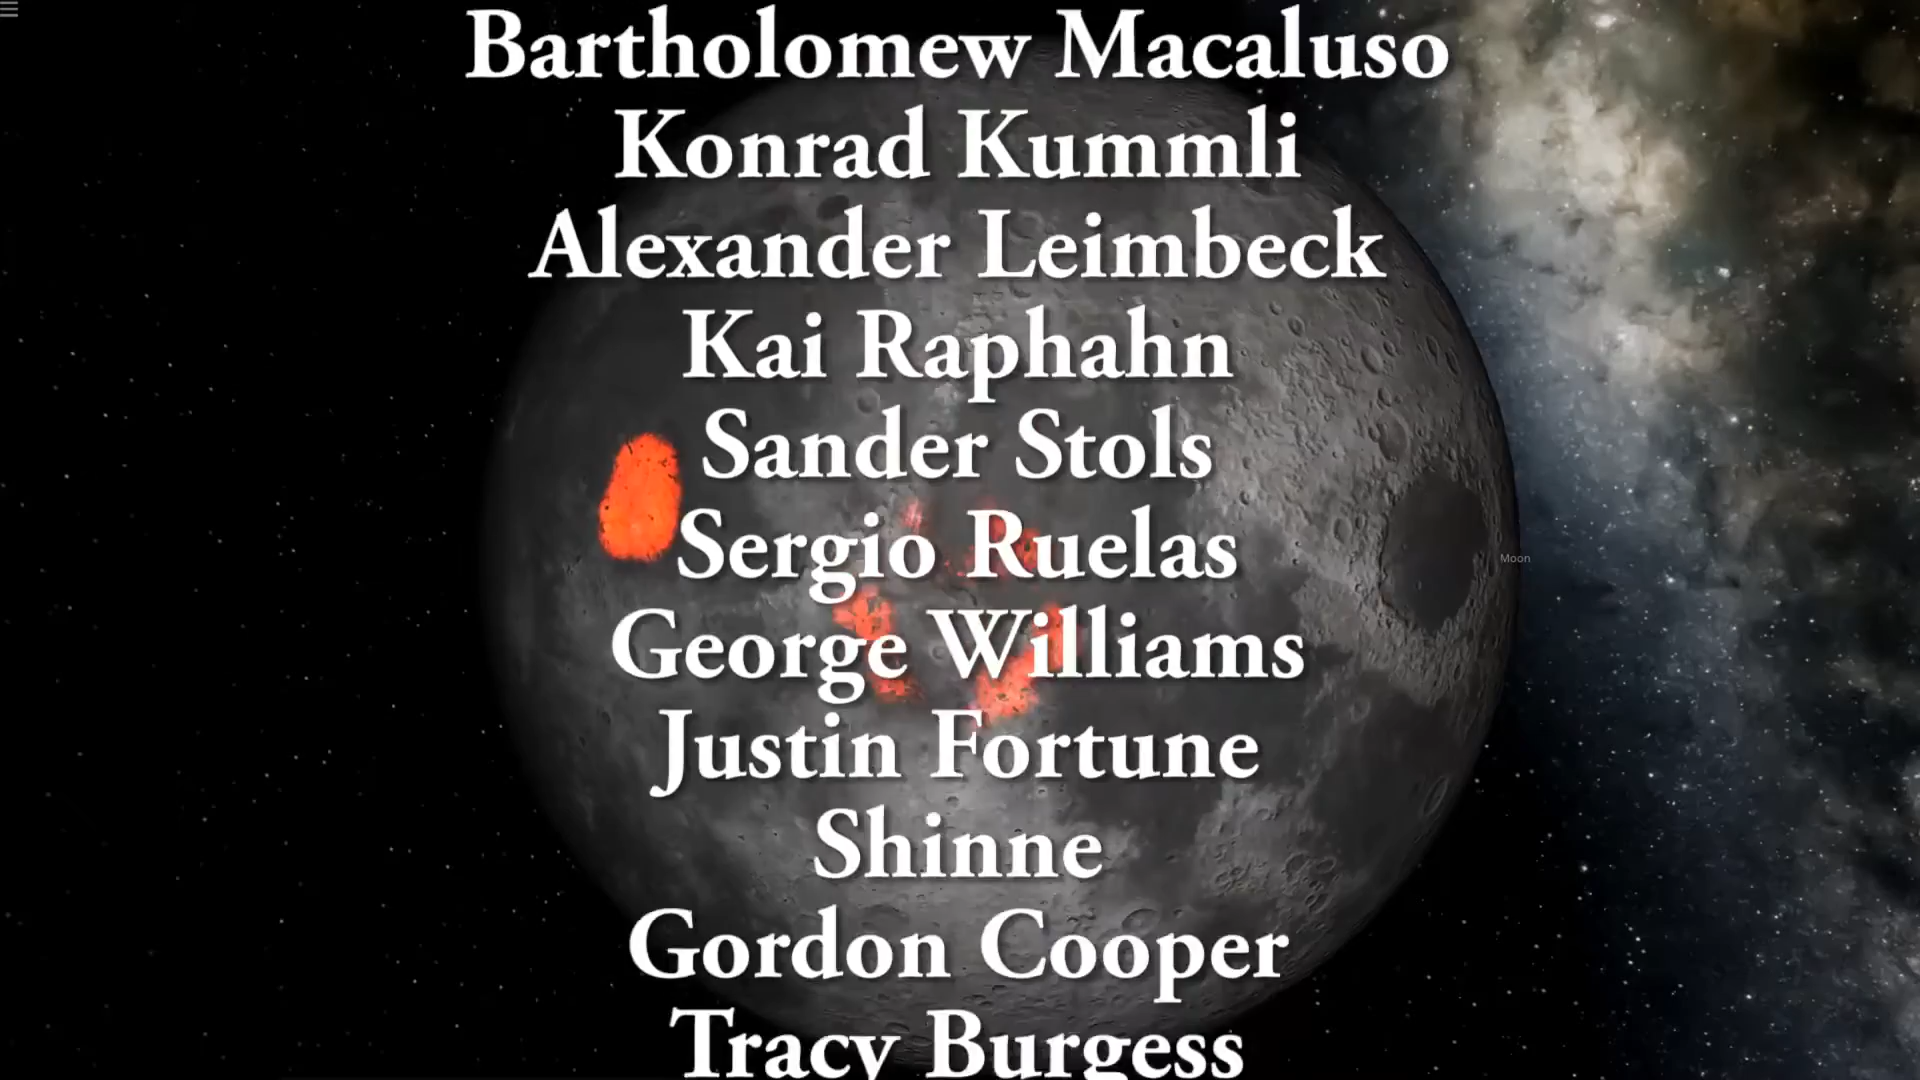 Bartholomew Macaluso
Konrad Kummli
Alexander Leimbeck
Kai Raphahn
Sander Stols
Sergio Ruelas
Moon
George Williams
Justin Fortune
Shinne
Gordon Cooper
Tracy Burgess